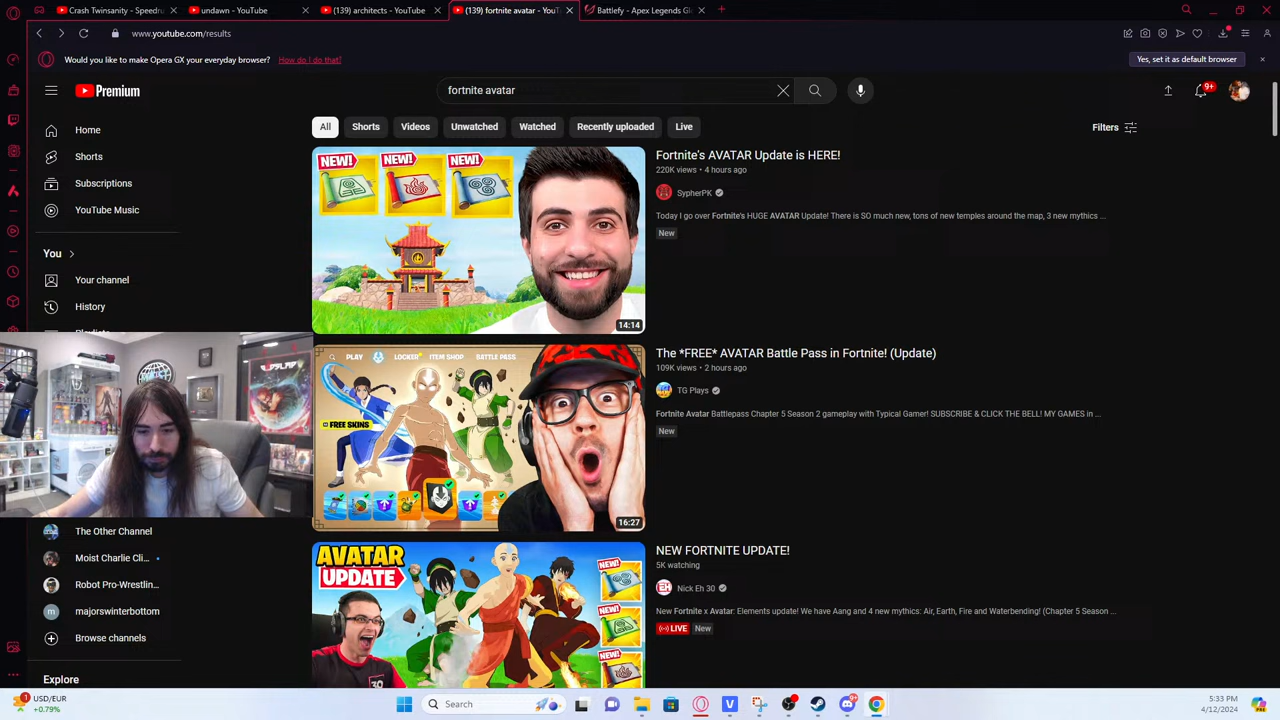 Crash Twinsanity - Speedru
undawn - YouTube
(139) architects - YouTube
(139) fortnite avatar - YouT
Battlefy - Apex Legends Gl
www.youtube.com/results
Would you like to make Opera GX your everyday browser? How do I do that?
Yes, set it as default browser
Premium
fortnite avatar
9+
Home
Shorts
Subscriptions
YouTube Music
You
Your channel
History
All
Shorts
Videos
Unwatched
Watched
Recently uploaded
Live
Filters
NEW! NEW! NEW!
14:14
Fortnite's AVATAR Update is HERE!
220K views • 4 hours ago
SypherPK
Today I go over Fortnite's HUGE AVATAR Update! There is SO much new, tons of new temples around the map, 3 new mythics ...
New
PLAY LOCKER ITEM SHOP BATTLE PASS
FREE SKINS
16:27
The *FREE* AVATAR Battle Pass in Fortnite! (Update)
109K views • 2 hours ago
TG Plays
Fortnite Avatar Battlepass Chapter 5 Season 2 gameplay with Typical Gamer! SUBSCRIBE & CLICK THE BELL! MY GAMES in ...
New
AVATAR
UPDATE
NEW!
NEW!
NEW!
30
NEW FORTNITE UPDATE!
5K watching
Nick Eh 30
New Fortnite x Avatar: Elements update! We have Aang and 4 new mythics: Air, Earth, Fire and Waterbending! (Chapter 5 Season ...
LIVE New
The Other Channel
Moist Charlie Cli...
Robot Pro-Wrestlin...
majorswinterbottom
Browse channels
Explore
1
USD/EUR
+0.79%
Search
9+
5:33 PM
4/12/2024